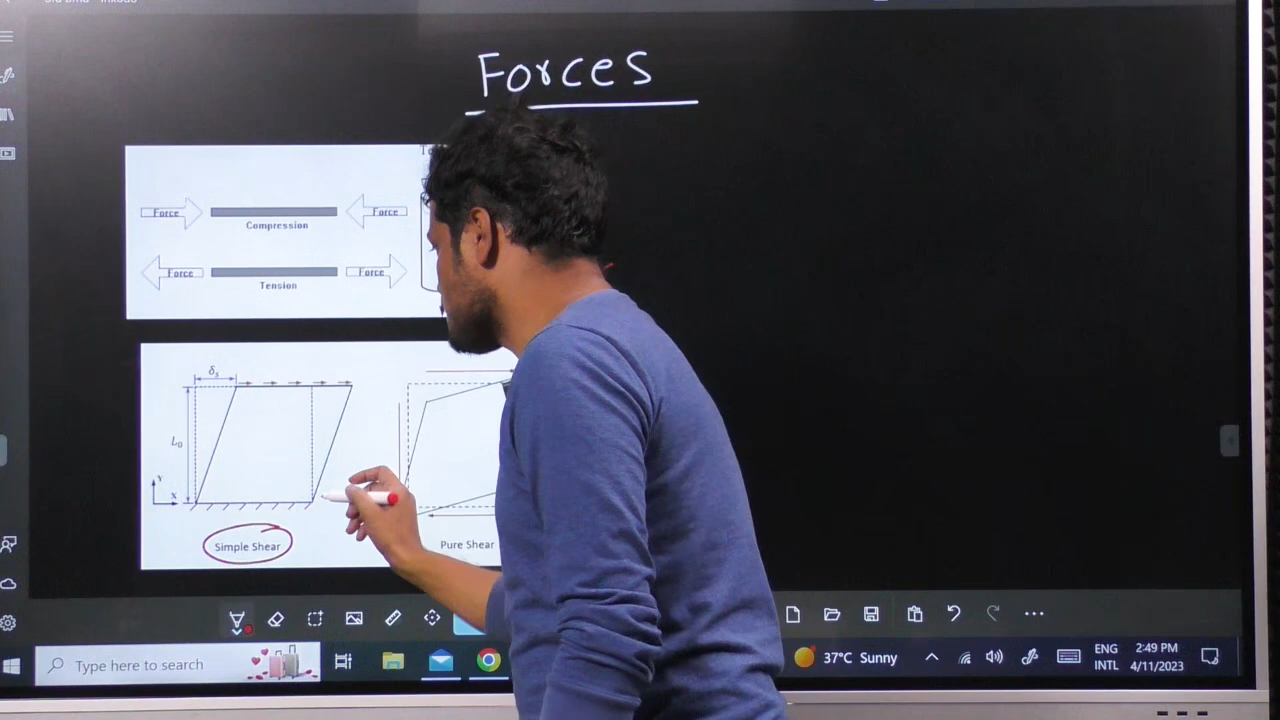 Forces
Force
Force
Compression
Force
Force
Tension
δs
L0
Y
X
Simple Shear
Pure Shear
Type here to search
37°C Sunny
ENG
INTL
2:49 PM
4/11/2023